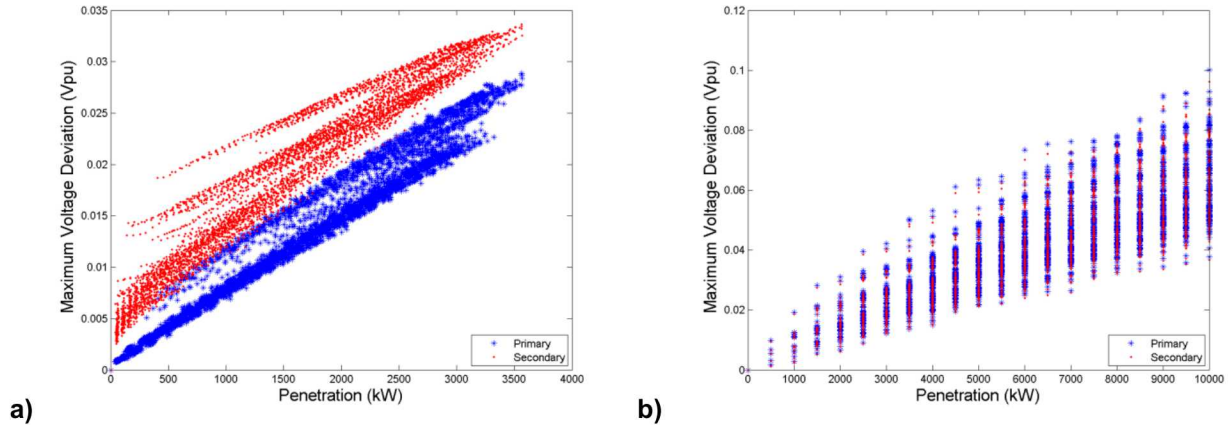 0.035
0.03
0.025
0.02
0.015
0.01
0.005
0
Maximum Voltage Deviation (Vpu)
0 500 1000 1500 2000 2500 3000 3500 4000
Penetration (kW)
Primary
Secondary
a)
0.12
0.1
0.08
0.06
0.04
0.02
0
Maximum Voltage Deviation (Vpu)
0 1000 2000 3000 4000 5000 6000 7000 8000 9000 10000
Penetration (kW)
Primary
Secondary
b)